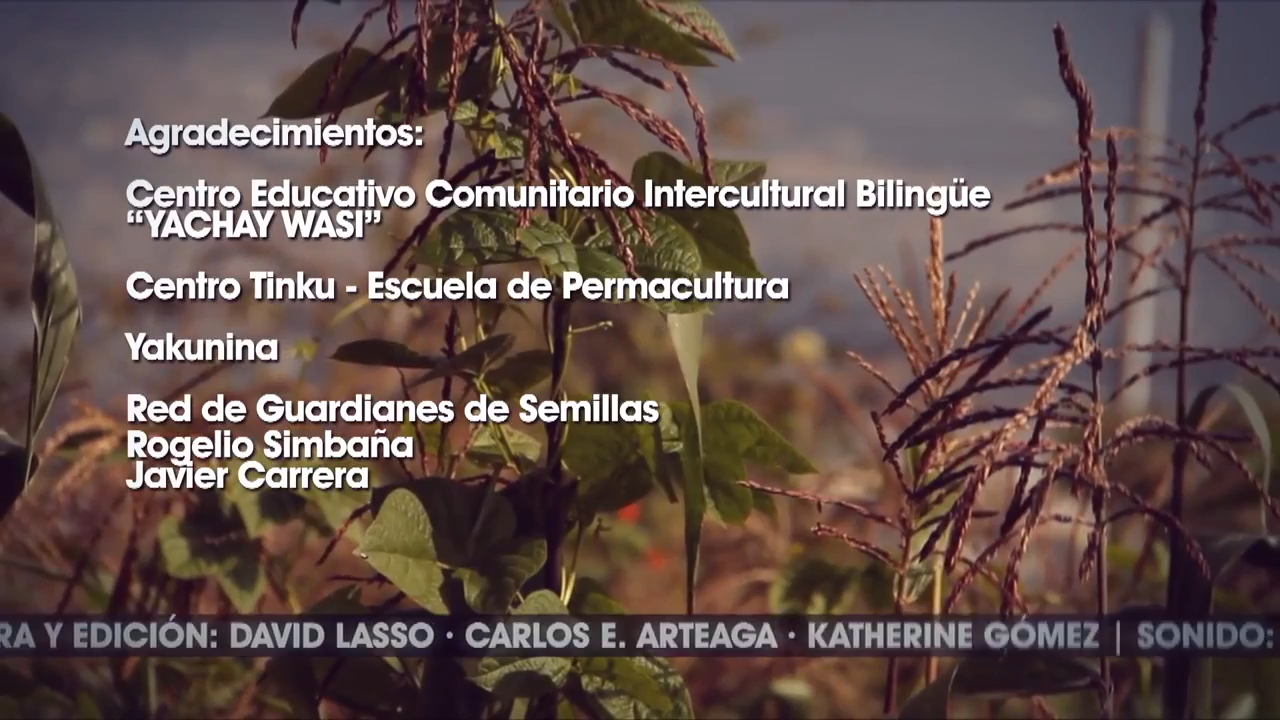 Agradecimientos:
Centro Educativo Comunitario Intercultural Bilingüe
“YACHAY WASI”
Centro Tinku - Escuela de Permacultura
Yakunina
Red de Guardianes de Semillas
Rogelio Simbaña
Javier Carrera
RA Y EDICIÓN: DAVID LASSO · CARLOS E. ARTEAGA · KATHERINE GÓMEZ | SONIDO: